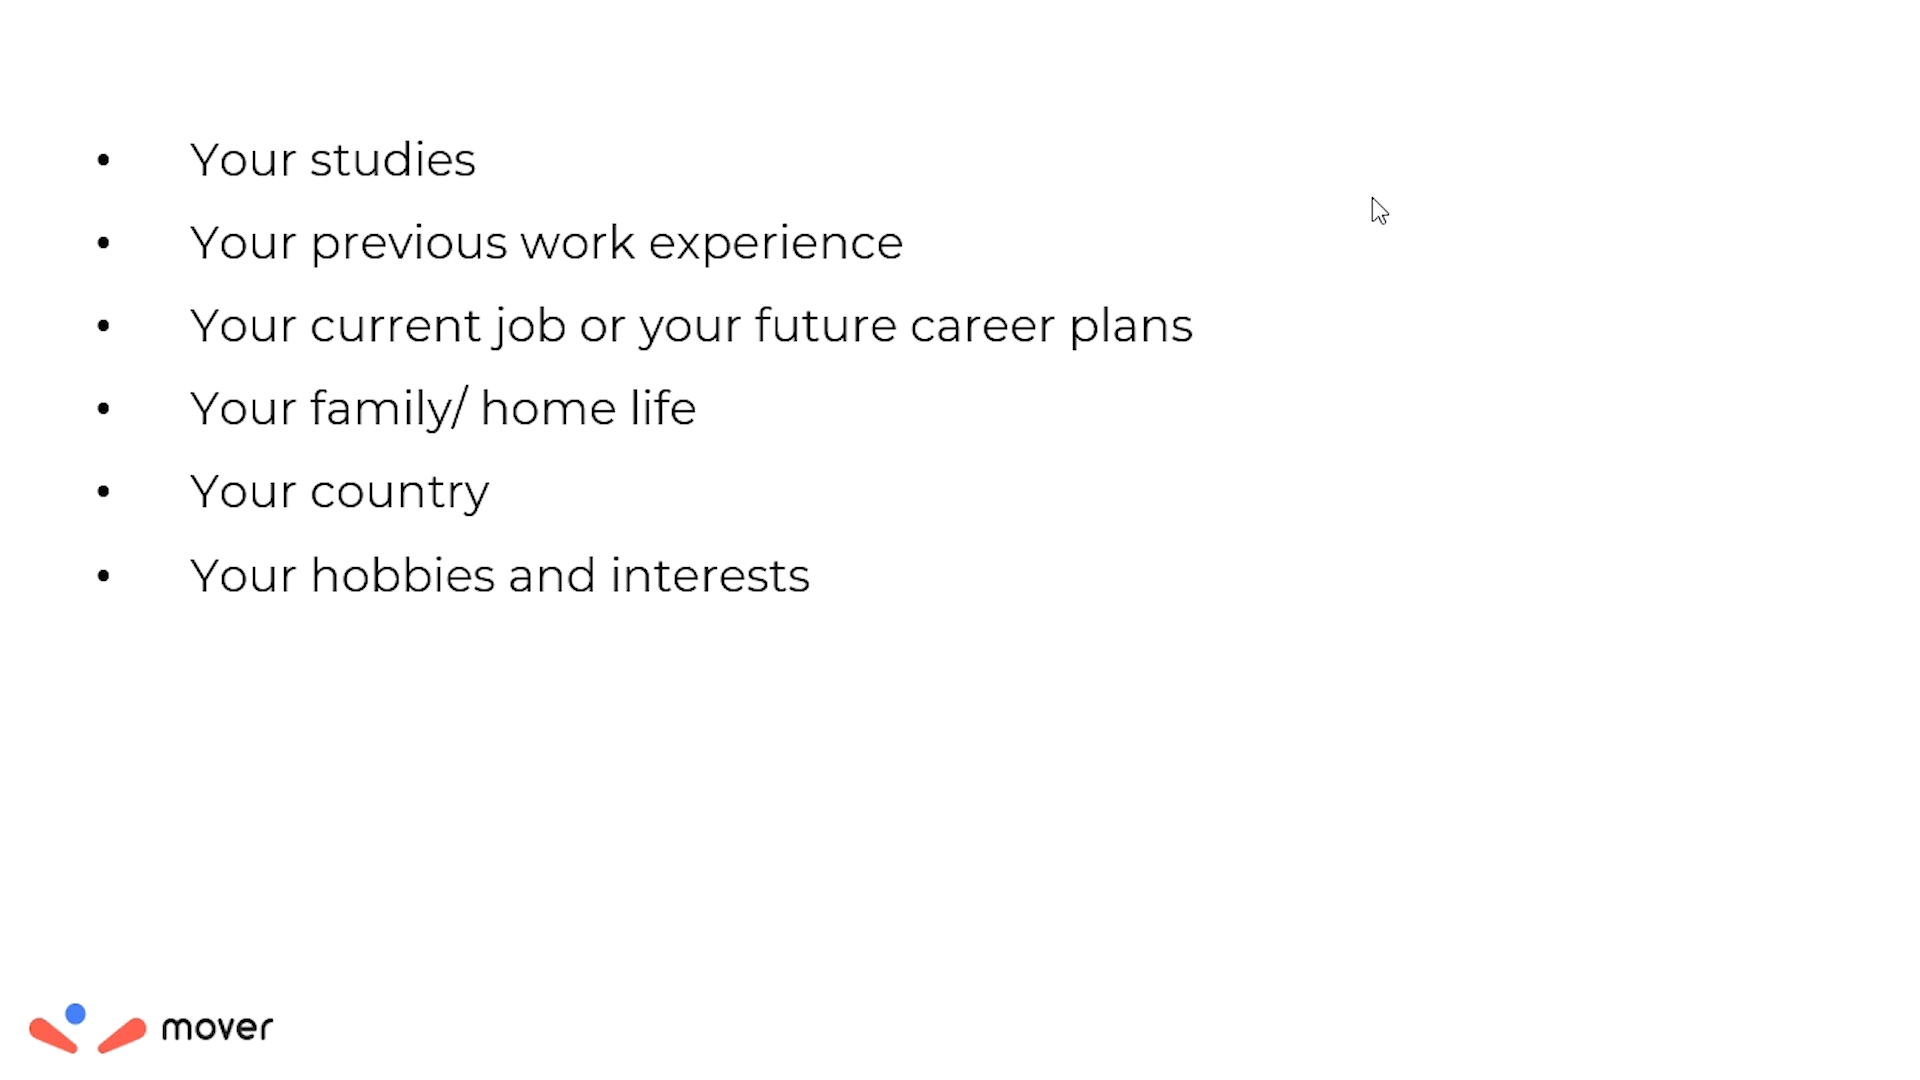 • Your studies
• Your previous work experience
• Your current job or your future career plans
• Your family/ home life
• Your country
• Your hobbies and interests
mover